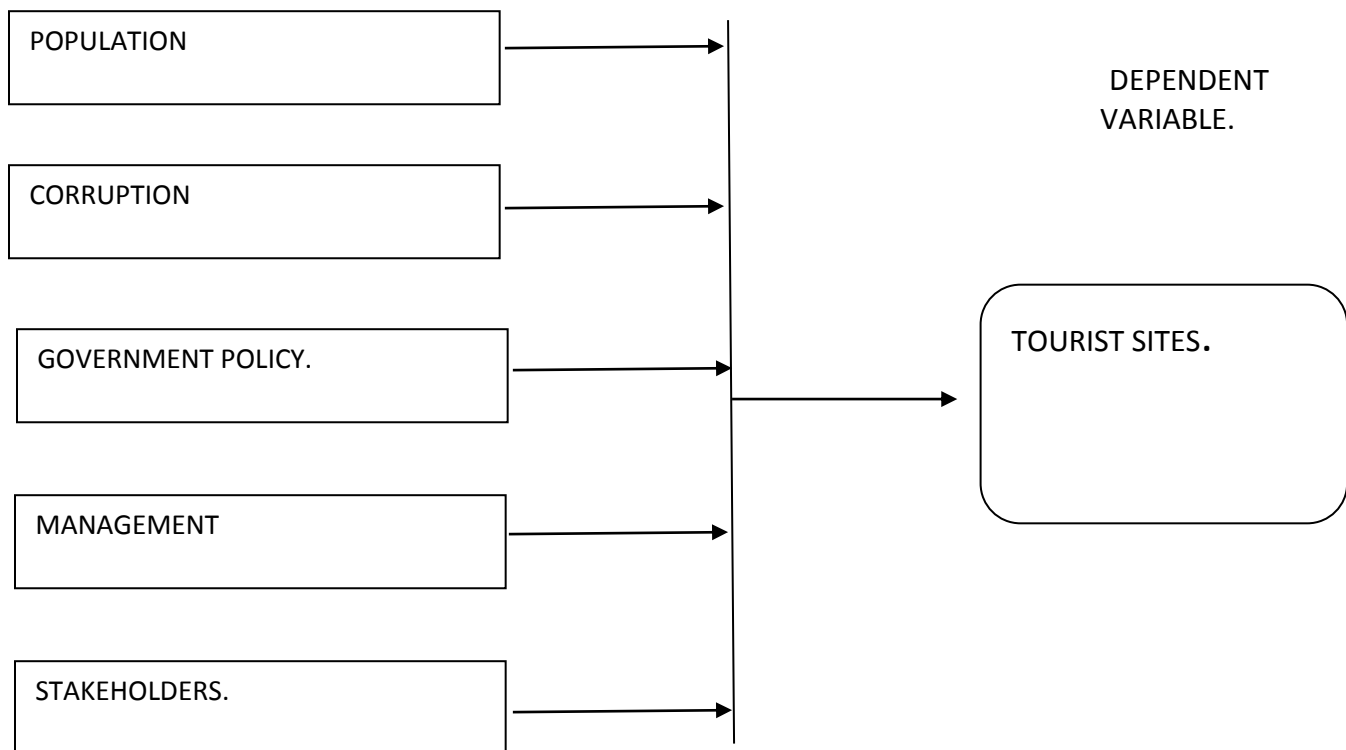 POPULATION
DEPENDENT
VARIABLE.
CORRUPTION
GOVERNMENT POLICY.
TOURIST SITES.
MANAGEMENT
STAKEHOLDERS.